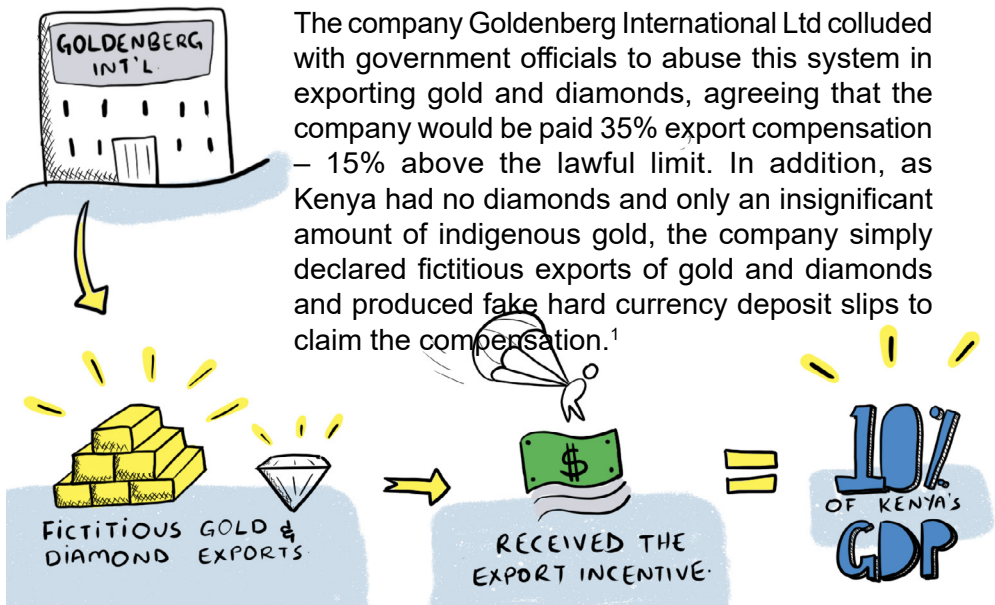 GOLDENBERG
INT'L.
The company Goldenberg International Ltd colluded
with government officials to abuse this system in
exporting gold and diamonds, agreeing that the
company would be paid 35% export compensation
– 15% above the lawful limit. In addition, as
Kenya had no diamonds and only an insignificant
amount of indigenous gold, the company simply
declared fictitious exports of gold and diamonds
and produced fake hard currency deposit slips to
claim the compensation.¹
FICTITIOUS GOLD &
DIAMOND EXPORTS.
$
RECEIVED THE
EXPORT INCENTIVE.
=
10%
OF KENYA'S
GDP